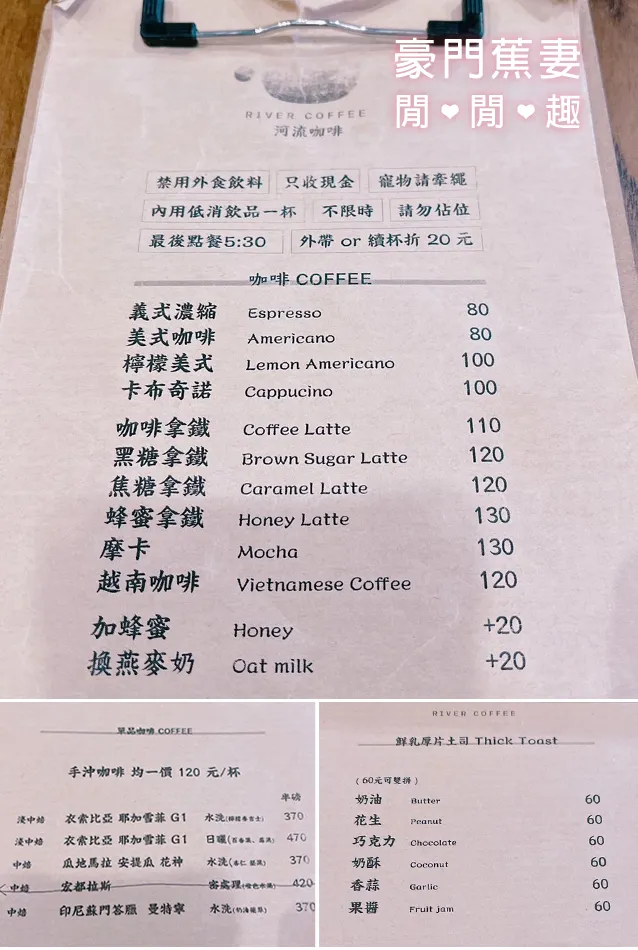 豪門蕉妻
閒❤閒❤趣
RIVER COFFEE
河流咖啡
禁用外食飲料 只收現金 寵物請牽繩
內用低消飲品一杯 不限時 請勿佔位
最後點餐5:30 外帶 or 續杯折 20 元
咖啡 COFFEE
義式濃縮 Espresso 80
美式咖啡 Americano 80
檸檬美式 Lemon Americano 100
卡布奇諾 Cappucino 100
咖啡拿鐵 Coffee Latte 110
黑糖拿鐵 Brown Sugar Latte 120
焦糖拿鐵 Caramel Latte 120
蜂蜜拿鐵 Honey Latte 130
摩卡 Mocha 130
越南咖啡 Vietnamese Coffee 120
加蜂蜜 Honey +20
換燕麥奶 Oat milk +20
單品咖啡 COFFEE
手沖咖啡 均一價 120 元/杯
半磅
淺中焙 衣索比亞 耶加雪菲 G1 水洗 370
淺中焙 衣索比亞 耶加雪菲 G1 日曬 470
中焙 瓜地馬拉 安提瓜 花神 水洗 370
中焙 宏都拉斯 蜜處理 420
中焙 印尼蘇門答臘 曼特寧 水洗 370
RIVER COFFEE
鮮乳厚片土司 Thick Toast
(60元可雙拼)
奶油 Butter 60
花生 Peanut 60
巧克力 Chocolate 60
奶酥 Coconut 60
香蒜 Garlic 60
果醬 Fruit jam 60